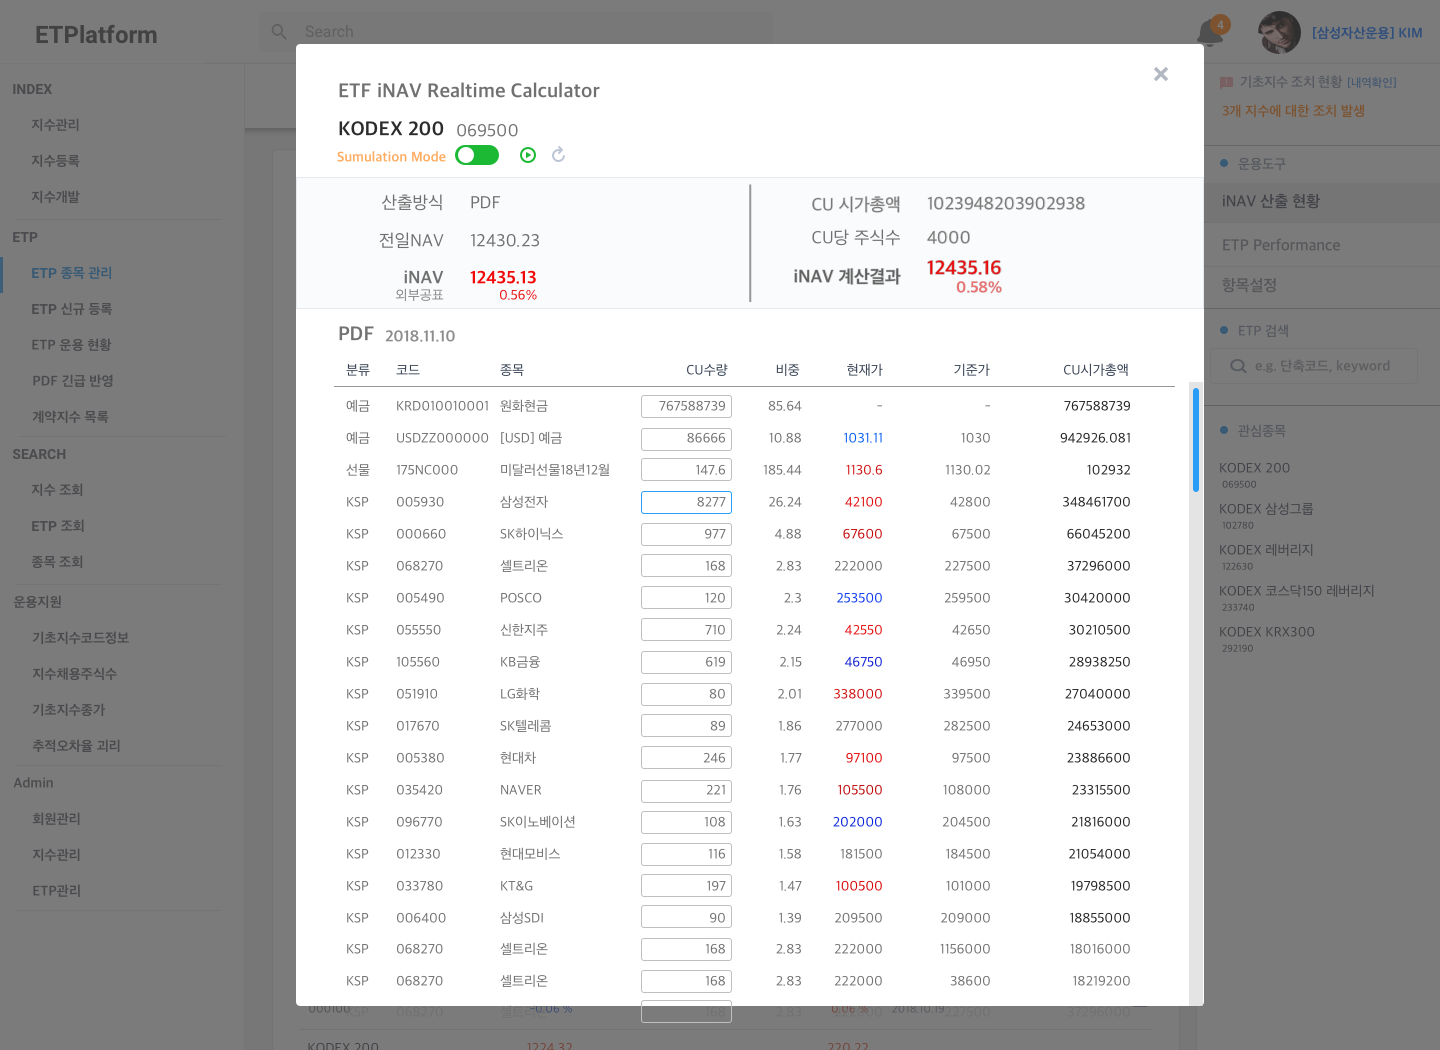 ETPlatform
Search
4
[삼성자산운용] KIM
INDEX
지수관리
지수등록
지수개발
ETP
ETP 종목 관리
ETP 신규 등록
ETP 운용 현황
PDF 긴급 반영
계약지수 목록
SEARCH
지수 조회
ETP 조회
종목 조회
운용지원
기초지수코드정보
지수채용주식수
기초지수종가
추적오차율 괴리
Admin
회원관리
지수관리
ETP관리
ETF iNAV Realtime Calculator
KODEX 200 069500
Sumulation Mode
산출방식 PDF
전일NAV 12430.23
iNAV 12435.13
외부공표 0.56%
CU 시가총액 1023948203902938
CU당 주식수 4000
iNAV 계산결과 12435.16
0.58%
PDF 2018.11.10
분류 코드 종목 CU수량 비중 현재가 기준가 CU시가총액
예금 KRD010010001 원화현금 767588739 85.64 - - 767588739
예금 USDZZ000000 [USD] 예금 86666 10.88 1031.11 1030 942926.081
선물 175NC000 미달러선물18년12월 147.6 185.44 1130.6 1130.02 102932
KSP 005930 삼성전자 8277 26.24 42100 42800 348461700
KSP 000660 SK하이닉스 977 4.88 67600 67500 66045200
KSP 068270 셀트리온 168 2.83 222000 227500 37296000
KSP 005490 POSCO 120 2.3 253500 259500 30420000
KSP 055550 신한지주 710 2.24 42550 42650 30210500
KSP 105560 KB금융 619 2.15 46750 46950 28938250
KSP 051910 LG화학 80 2.01 338000 339500 27040000
KSP 017670 SK텔레콤 89 1.86 277000 282500 24653000
KSP 005380 현대차 246 1.77 97100 97500 23886600
KSP 035420 NAVER 221 1.76 105500 108000 23315500
KSP 096770 SK이노베이션 108 1.63 202000 204500 21816000
KSP 012330 현대모비스 116 1.58 181500 184500 21054000
KSP 033780 KT&G 197 1.47 100500 101000 19798500
KSP 006400 삼성SDI 90 1.39 209500 209000 18855000
KSP 068270 셀트리온 168 2.83 222000 1156000 18016000
KSP 068270 셀트리온 168 2.83 222000 38600 18219200
KSP 068270 셀트리온 168 2.83 227500 37296000
000100 -0.06 % 0.06 % 2018.10.19
KODEX 200 1224.32 220.22
기초지수 조치 현황 [내역확인]
3개 지수에 대한 조치 발생
운용도구
iNAV 산출 현황
ETP Performance
항목설정
ETP 검색
e.g. 단축코드, keyword
관심종목
KODEX 200
069500
KODEX 삼성그룹
102780
KODEX 레버리지
122630
KODEX 코스닥150 레버리지
233740
KODEX KRX300
292190